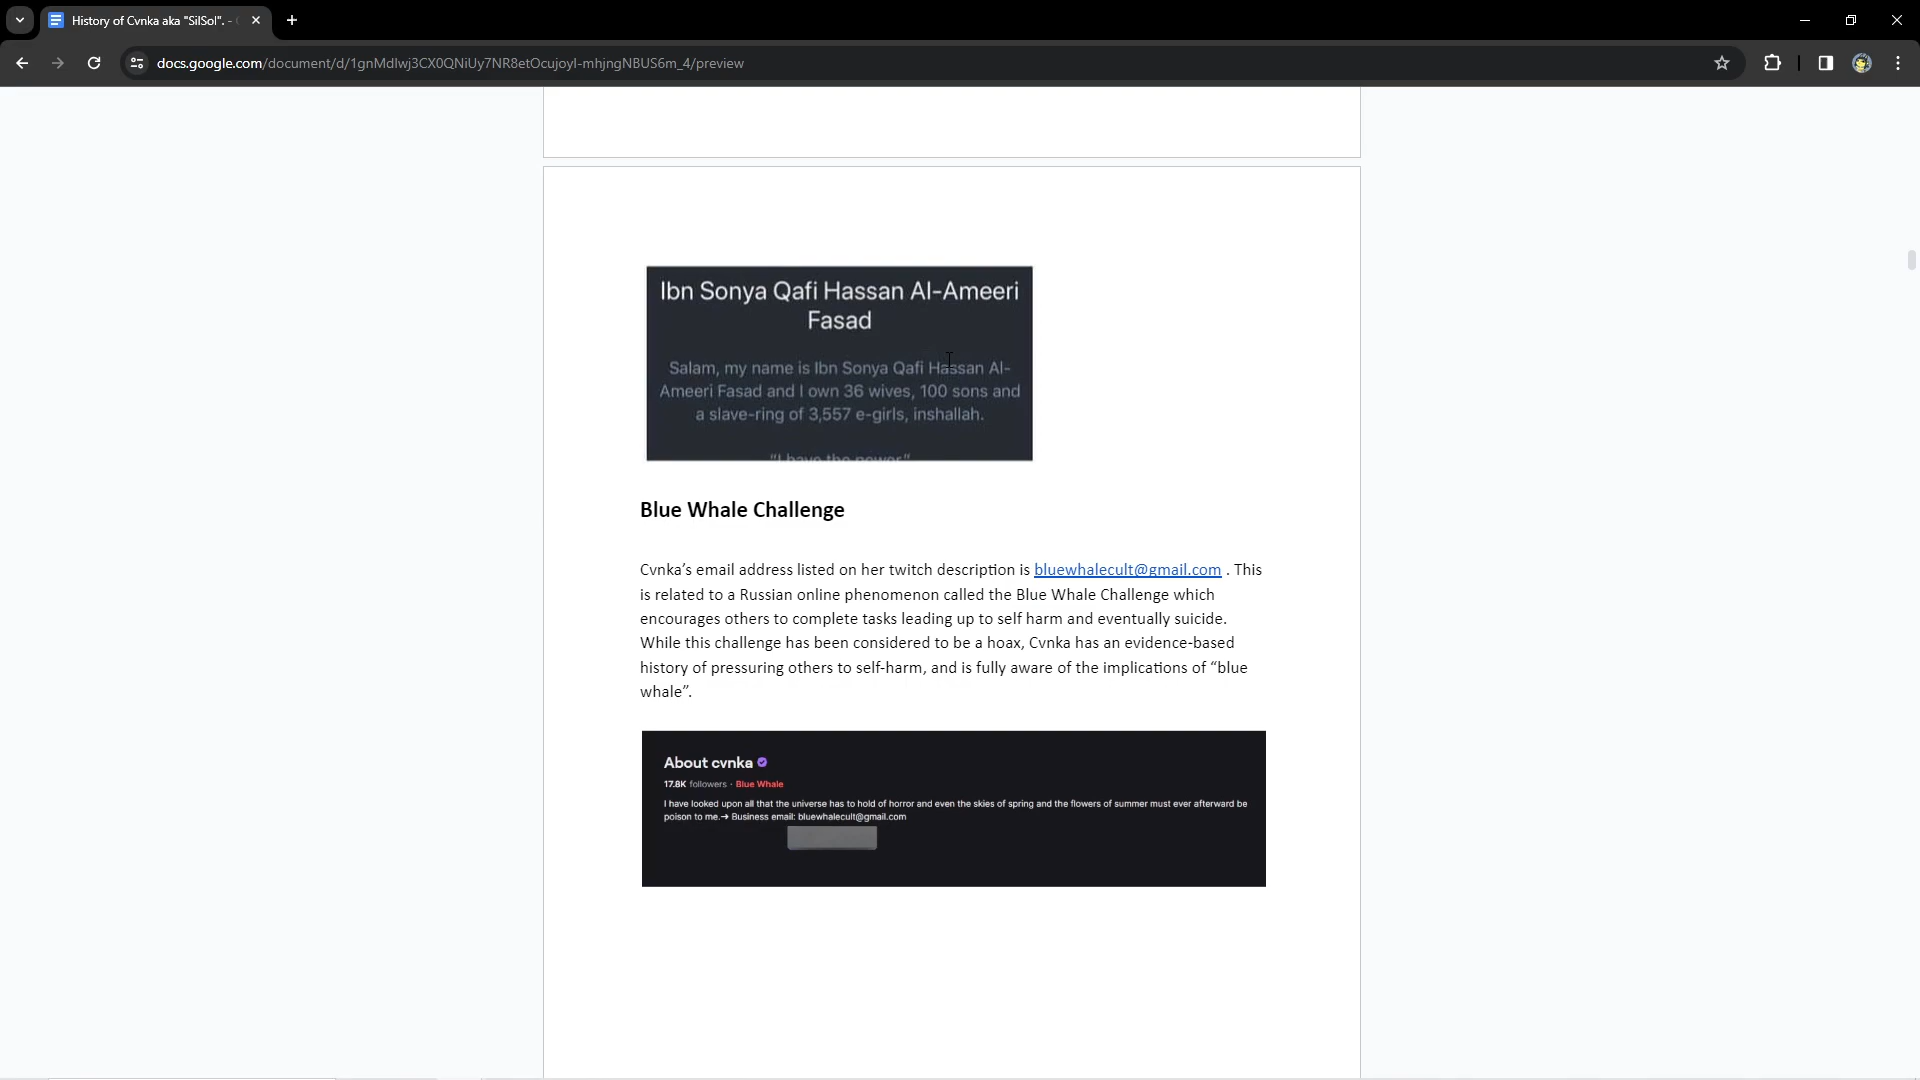 History of Cvnka aka "SilSol". -
docs.google.com/document/d/1gnMdIwj3CX0QNiUy7NR8etOcujoyI-mhjngNBUS6m_4/preview
Ibn Sonya Qafi Hassan Al-Ameeri
Fasad
Salam, my name is Ibn Sonya Qafi Hassan Al-
Ameeri Fasad and I own 36 wives, 100 sons and
a slave-ring of 3,557 e-girls, inshallah.
"I have the power"
Blue Whale Challenge
Cvnka’s email address listed on her twitch description is bluewhalecult@gmail.com . This
is related to a Russian online phenomenon called the Blue Whale Challenge which
encourages others to complete tasks leading up to self harm and eventually suicide.
While this challenge has been considered to be a hoax, Cvnka has an evidence-based
history of pressuring others to self-harm, and is fully aware of the implications of “blue
whale”.
About cvnka
17.8K followers · Blue Whale
I have looked upon all that the universe has to hold of horror and even the skies of spring and the flowers of summer must ever afterward be
poison to me.→ Business email: bluewhalecult@gmail.com